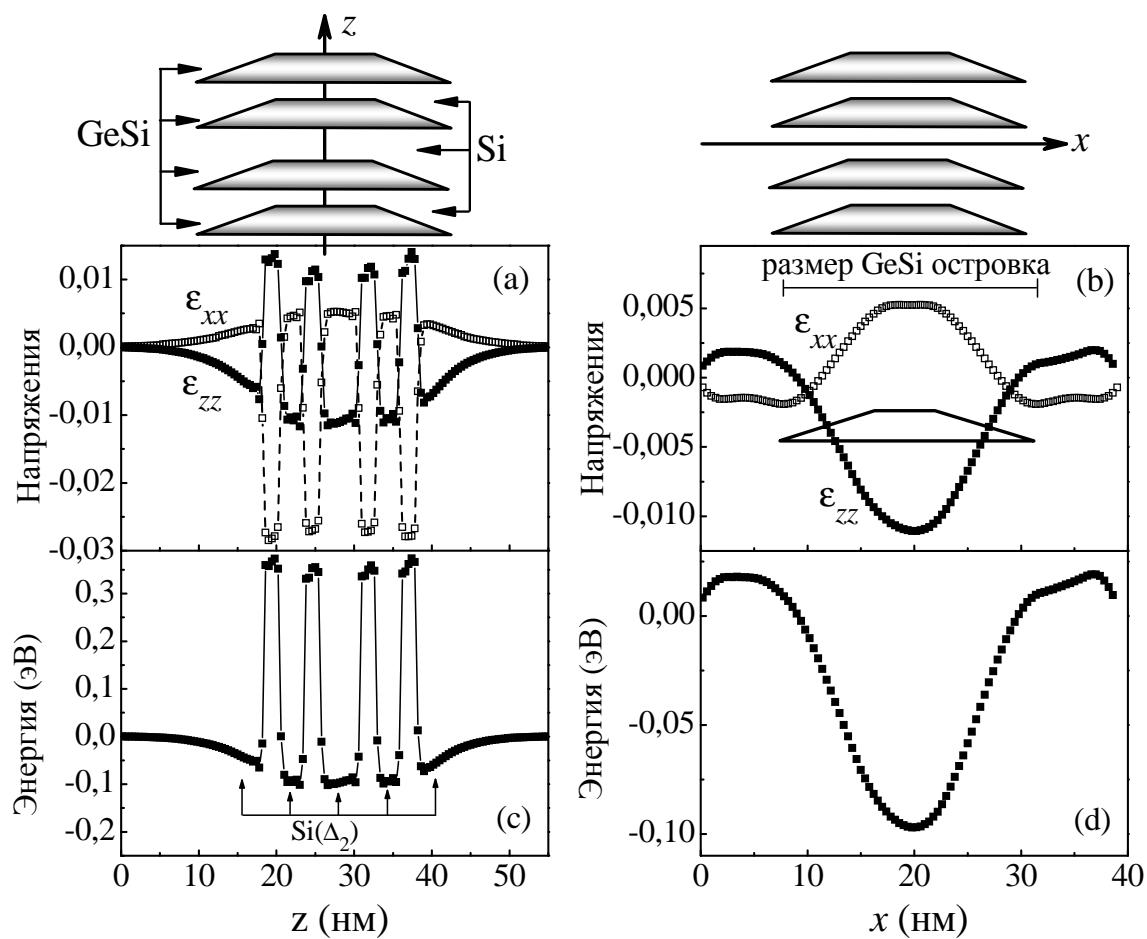 z
GeSi
Si
x
(a)
0,01
0,00
-0,01
-0,02
-0,03
Напряжения
εxx
εzz
размер GeSi островка
(b)
0,005
0,000
-0,005
-0,010
Напряжения
εxx
εzz
0,3
0,2
0,1
0,0
-0,1
-0,2
Энергия (эВ)
Si(Δ2)
(c)
0 10 20 30 40 50
z (нм)
0,00
-0,05
-0,10
Энергия (эВ)
(d)
0 10 20 30 40
x (нм)